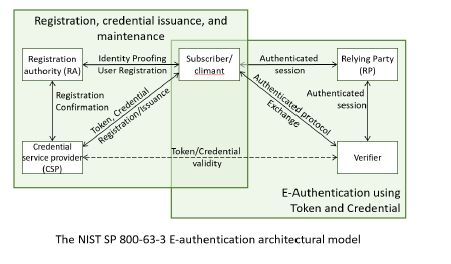 Registration, credential issuance, and
maintenance
Registration
authority (RA)
Identity Proofing
User Registration
Subscriber/
climant
Authenticated
session
Relying Party
(RP)
Registration
Confirmation
Token, Credential
Registration/Issuance
Authenticated protocol
Exchange
Authenticated
session
Credential
service provider
(CSP)
Token/Credential
validity
Verifier
E-Authentication using
Token and Credential
The NIST SP 800-63-3 E-authentication architectural model